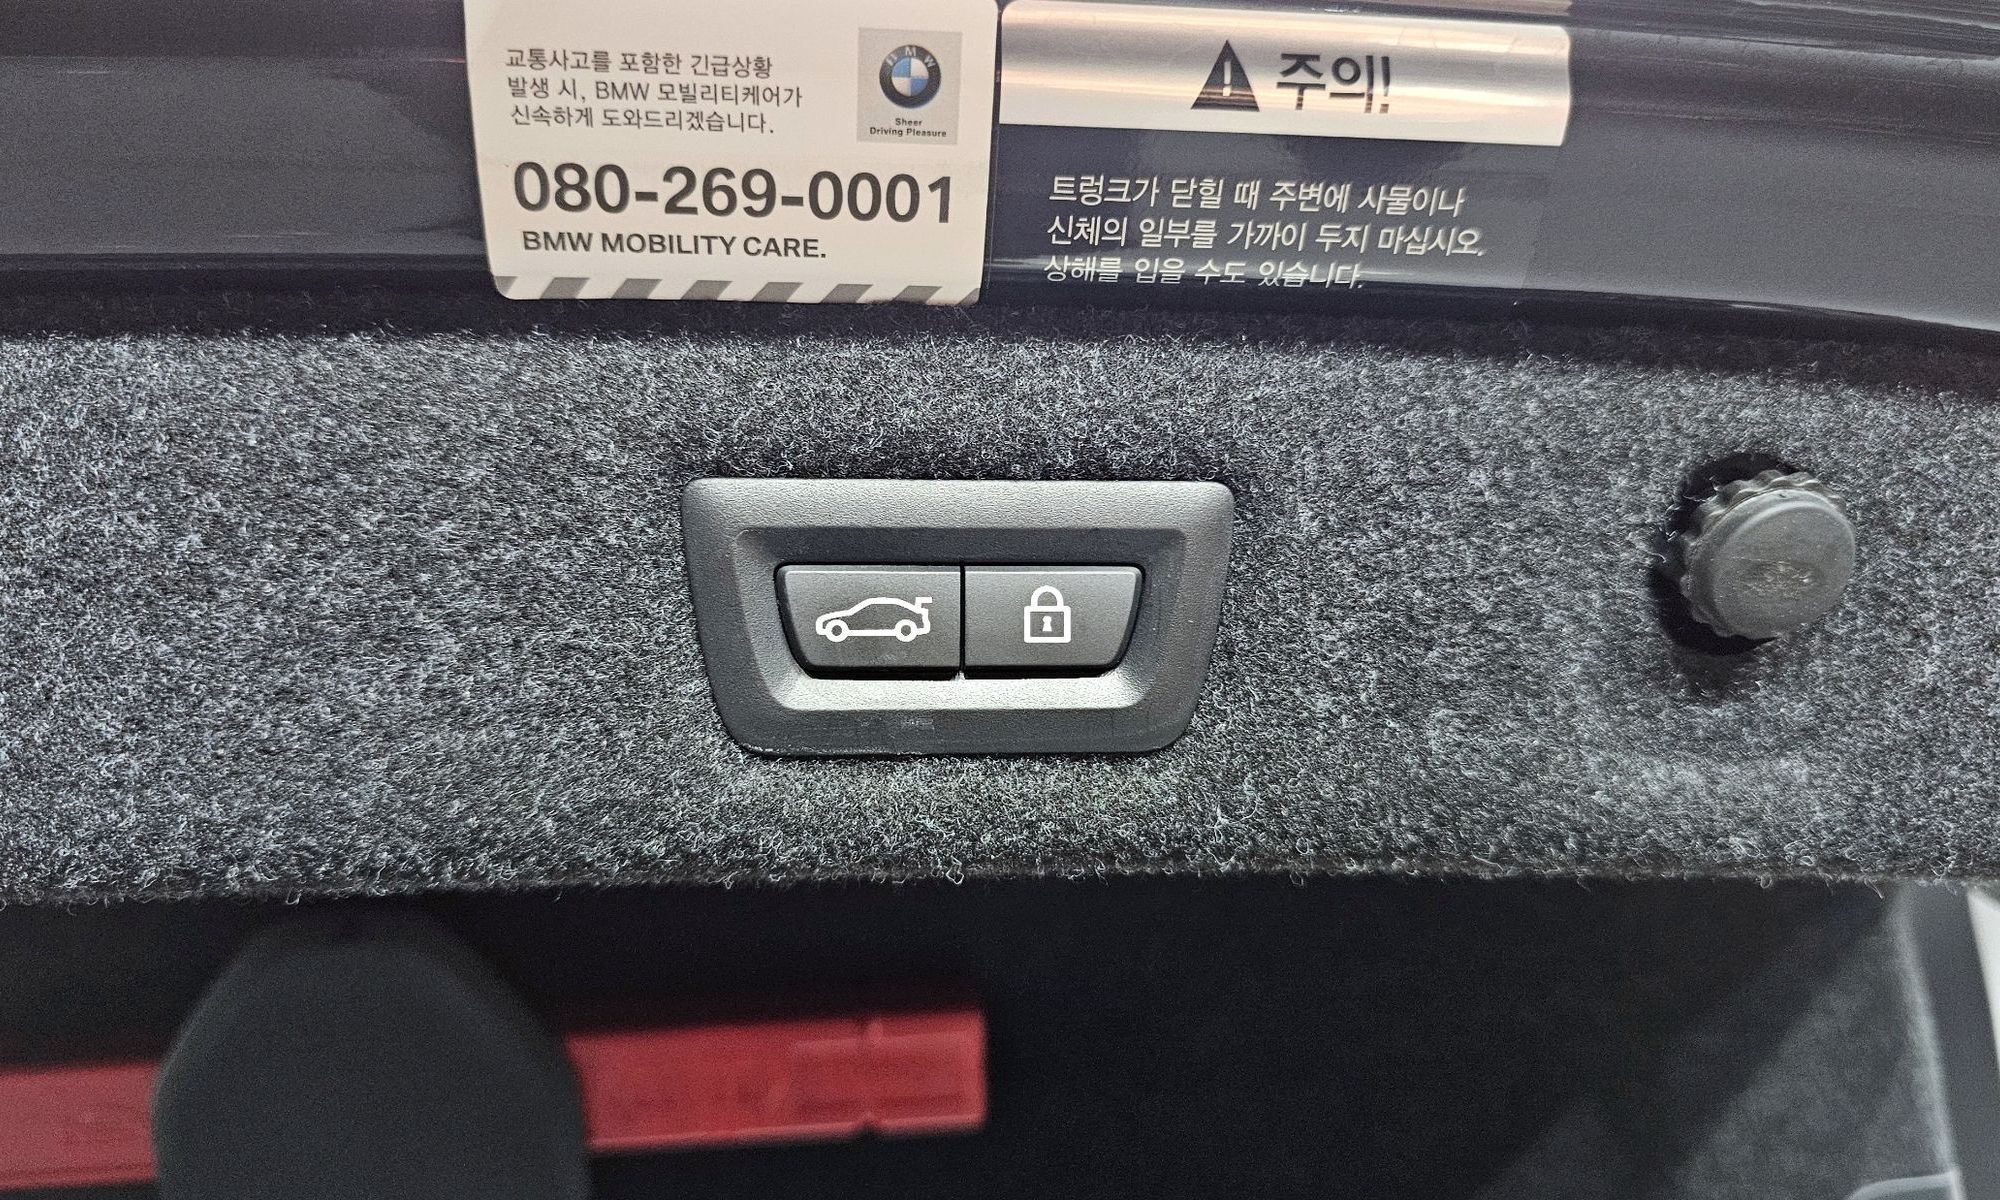 교통사고를 포함한 긴급상황
발생 시, BMW 모빌리티케어가
신속하게 도와드리겠습니다.
BMW
Sheer
Driving Pleasure
080-269-0001
BMW MOBILITY CARE.
주의!
트렁크가 닫힐 때 주변에 사물이나
신체의 일부를 가까이 두지 마십시오.
상해를 입을 수도 있습니다.